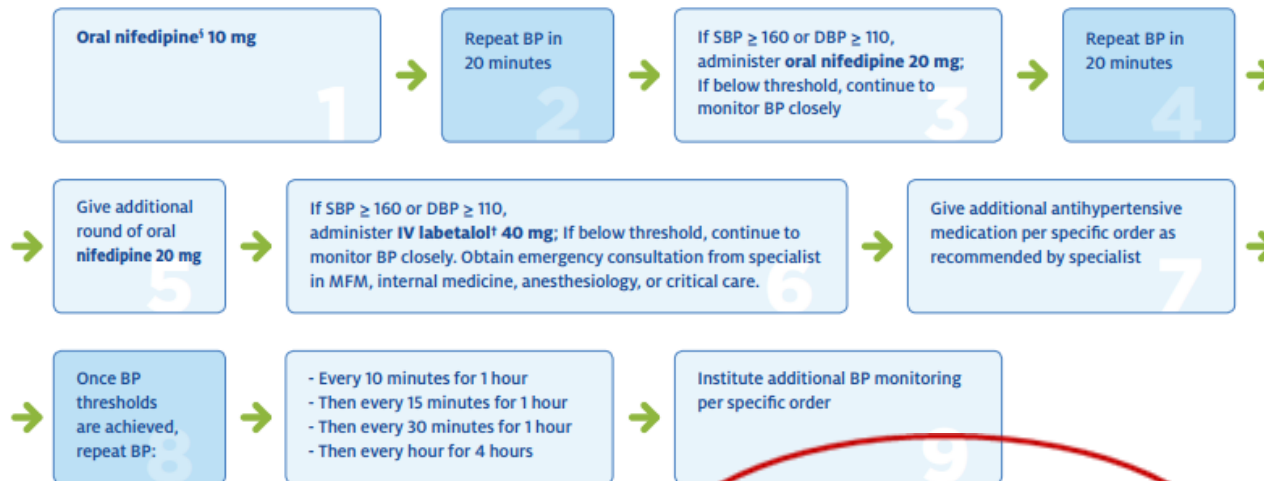 Oral nifedipine§ 10 mg
1
Repeat BP in
20 minutes
2
If SBP ≥ 160 or DBP ≥ 110,
administer oral nifedipine 20 mg;
If below threshold, continue to
monitor BP closely
3
Repeat BP in
20 minutes
4
Give additional
round of oral
nifedipine 20 mg
5
If SBP ≥ 160 or DBP ≥ 110,
administer IV labetalol† 40 mg; If below threshold, continue to
monitor BP closely. Obtain emergency consultation from specialist
in MFM, internal medicine, anesthesiology, or critical care.
6
Give additional antihypertensive
medication per specific order as
recommended by specialist
7
Once BP
thresholds
are achieved,
repeat BP:
8
- Every 10 minutes for 1 hour
- Then every 15 minutes for 1 hour
- Then every 30 minutes for 1 hour
- Then every hour for 4 hours
Institute additional BP monitoring
per specific order
9